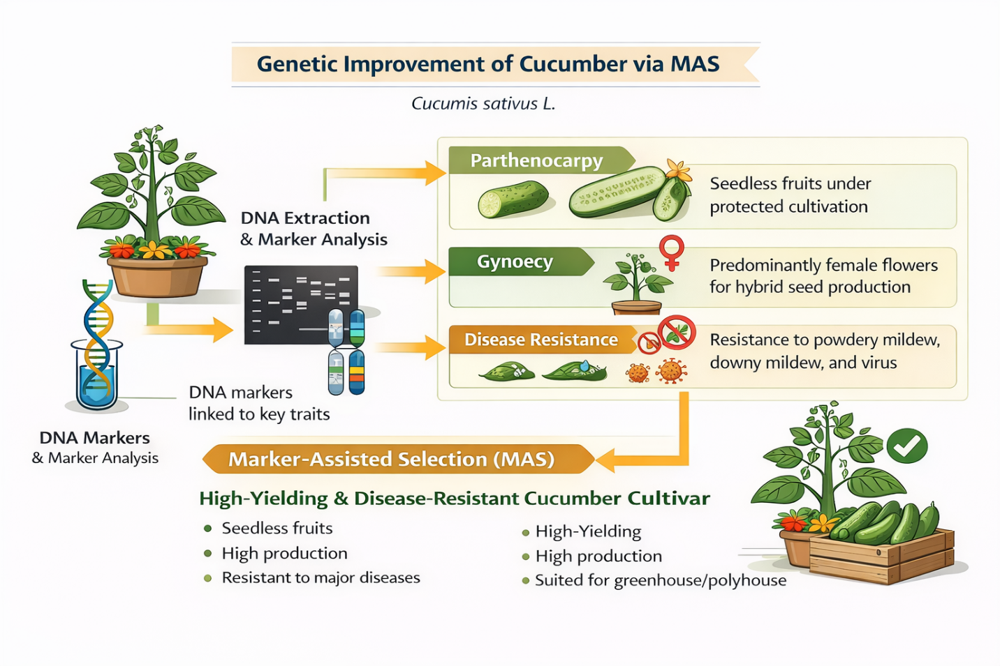 Genetic Improvement of Cucumber via MAS
Cucumis sativus L.
DNA Extraction
& Marker Analysis
DNA markers
linked to key traits
DNA Markers
& Marker Analysis
Parthenocarpy
Seedless fruits under
protected cultivation
Gynoecy
Predominantly female flowers
for hybrid seed production
Disease Resistance
Resistance to powdery mildew,
downy mildew, and virus
Marker-Assisted Selection (MAS)
High-Yielding & Disease-Resistant Cucumber Cultivar
• Seedless fruits
• High production
• Resistant to major diseases
• High-Yielding
• High production
• Suited for greenhouse/polyhouse